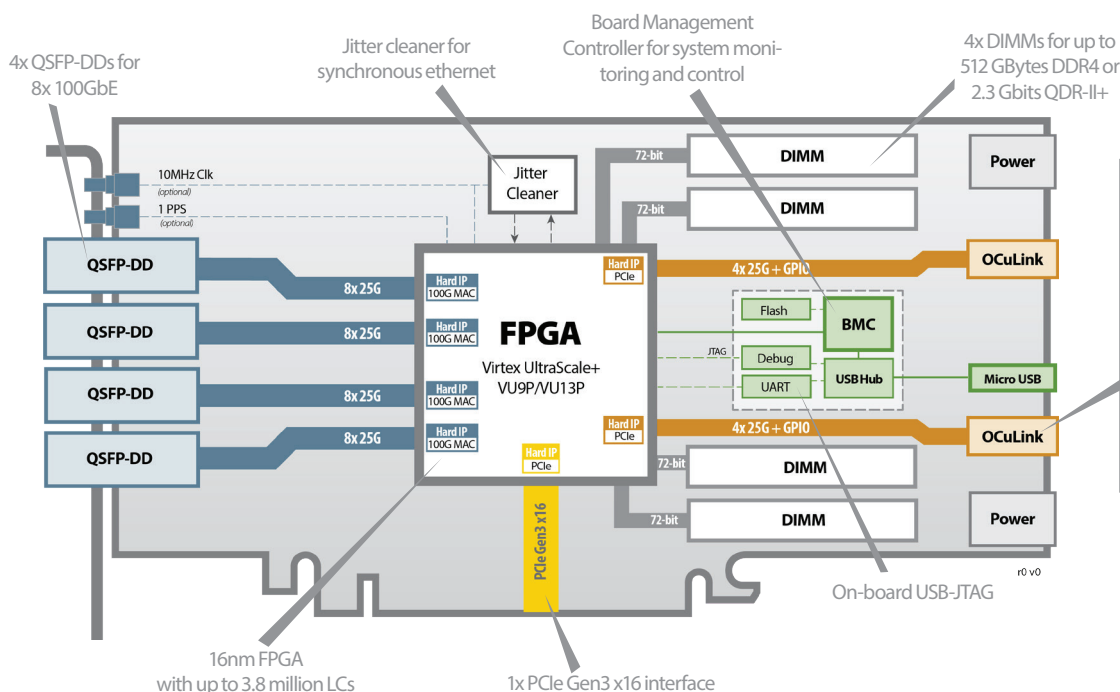 Board Management
Controller for system moni-
toring and control
4x DIMMs for up to
512 GBytes DDR4 or
2.3 Gbits QDR-II+
Jitter cleaner for
synchronous ethernet
4x QSFP-DDs for
8x 100GbE
10MHz Clk
(optional)
1 PPS
(optional)
Jitter
Cleaner
72-bit
DIMM
72-bit
DIMM
Power
QSFP-DD
8x 25G
Hard IP
100G MAC
QSFP-DD
8x 25G
Hard IP
100G MAC
QSFP-DD
8x 25G
Hard IP
100G MAC
QSFP-DD
8x 25G
Hard IP
100G MAC
FPGA
Virtex UltraScale+
VU9P/VU13P
Hard IP
PCIe
4x 25G + GPIO
OCuLink
Flash
BMC
JTAG
Debug
UART
USB Hub
Micro USB
Hard IP
PCIe
4x 25G + GPIO
OCuLink
Hard IP
PCIe
PCIe Gen3 x16
72-bit
DIMM
72-bit
DIMM
Power
r0 v0
On-board USB-JTAG
16nm FPGA
with up to 3.8 million LCs
1x PCIe Gen3 x16 interface